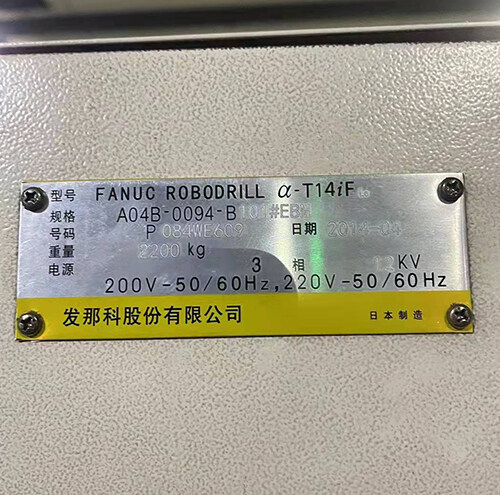 型号 FANUC ROBODRILL α-T14iF
规格 A04B-0094-B
号码 P 084WE609 日期
重量 2200 kg
电源 3 相 KV
200V-50/60Hz,220V-50/60Hz
发那科股份有限公司 日本制造